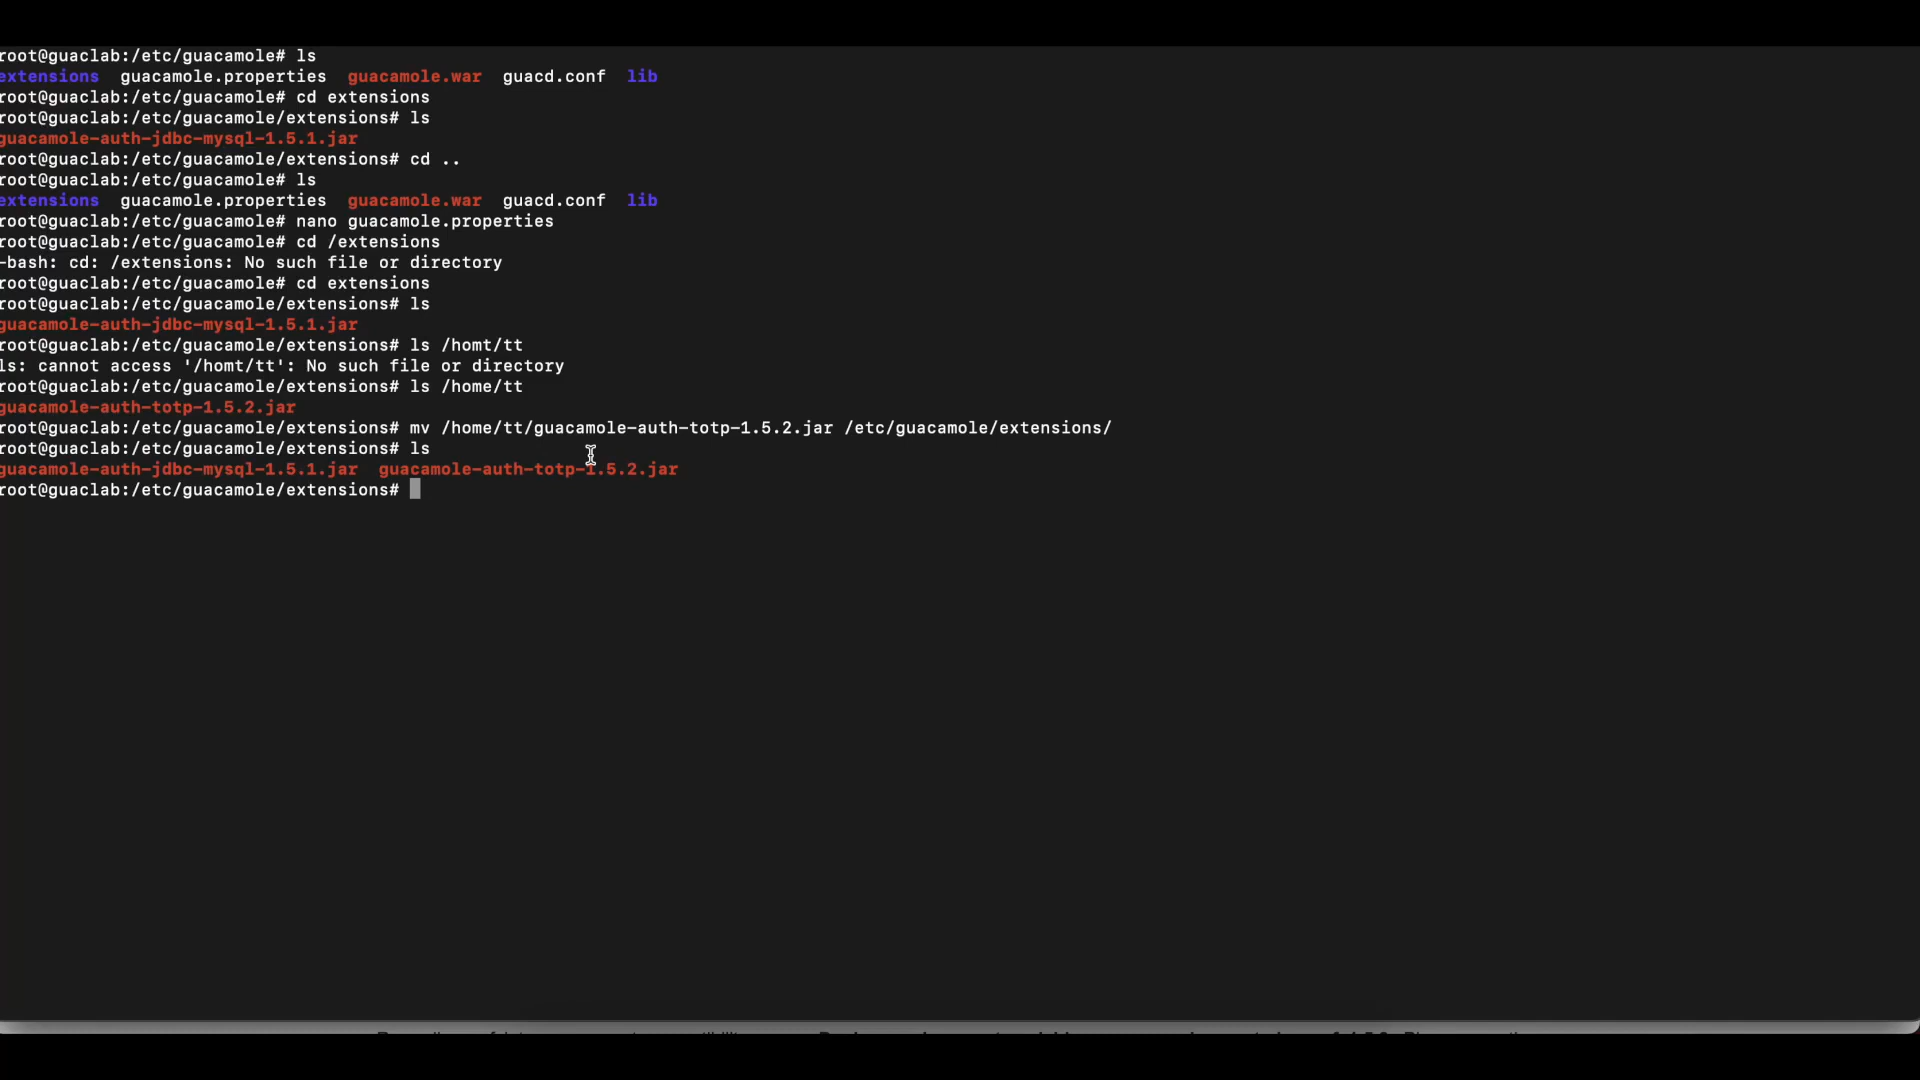 root@guaclab:/etc/guacamole# ls
extensions guacamole.properties guacamole.war guacd.conf lib
root@guaclab:/etc/guacamole# cd extensions
root@guaclab:/etc/guacamole/extensions# ls
guacamole-auth-jdbc-mysql-1.5.1.jar
root@guaclab:/etc/guacamole/extensions# cd ..
root@guaclab:/etc/guacamole# ls
extensions guacamole.properties guacamole.war guacd.conf lib
root@guaclab:/etc/guacamole# nano guacamole.properties
root@guaclab:/etc/guacamole# cd /extensions
-bash: cd: /extensions: No such file or directory
root@guaclab:/etc/guacamole# cd extensions
root@guaclab:/etc/guacamole/extensions# ls
guacamole-auth-jdbc-mysql-1.5.1.jar
root@guaclab:/etc/guacamole/extensions# ls /homt/tt
ls: cannot access '/homt/tt': No such file or directory
root@guaclab:/etc/guacamole/extensions# ls /home/tt
guacamole-auth-totp-1.5.2.jar
root@guaclab:/etc/guacamole/extensions# mv /home/tt/guacamole-auth-totp-1.5.2.jar /etc/guacamole/extensions/
root@guaclab:/etc/guacamole/extensions# ls
guacamole-auth-jdbc-mysql-1.5.1.jar guacamole-auth-totp-1.5.2.jar
root@guaclab:/etc/guacamole/extensions#